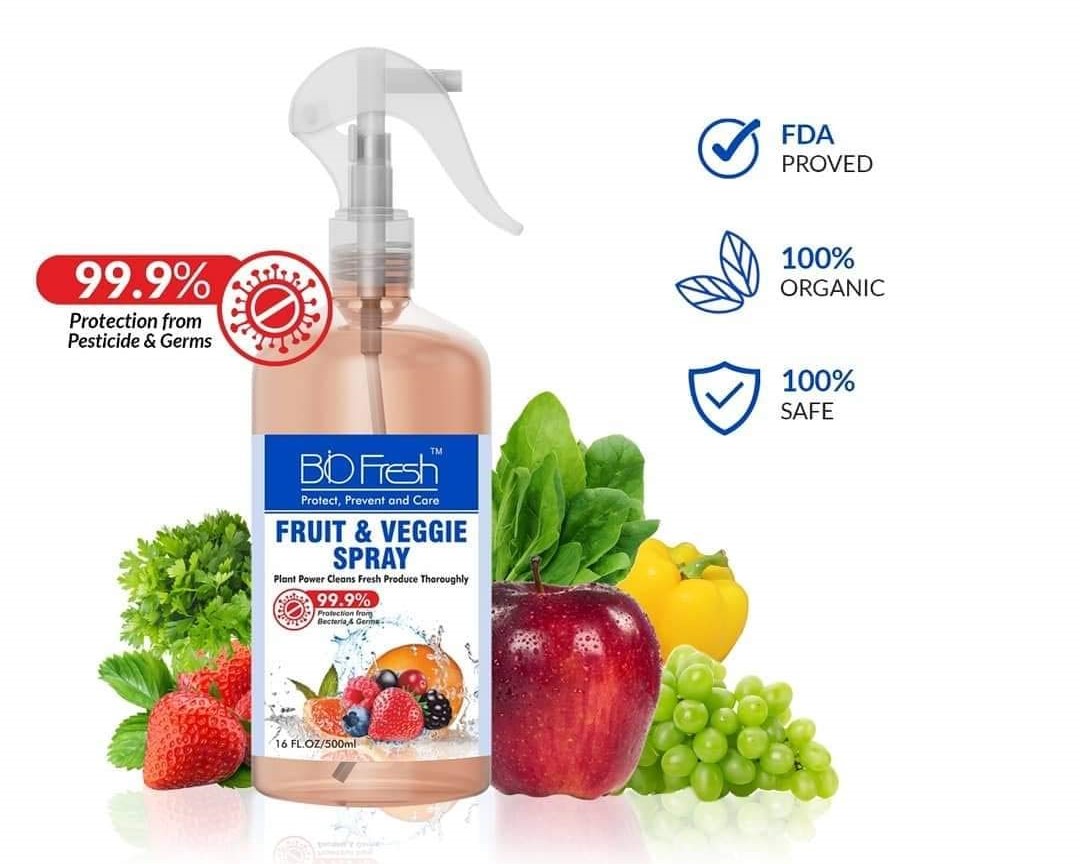 FDA
PROVED
100%
ORGANIC
100%
SAFE
99.9%
Protection from
Pesticide & Germs
BiO Fresh™
Protect, Prevent and Care
FRUIT & VEGGIE
SPRAY
Plant Power Cleans Fresh Produce Thoroughly
99.9%
Protection from
Bacteria & Germs
16 FL.OZ/500ml